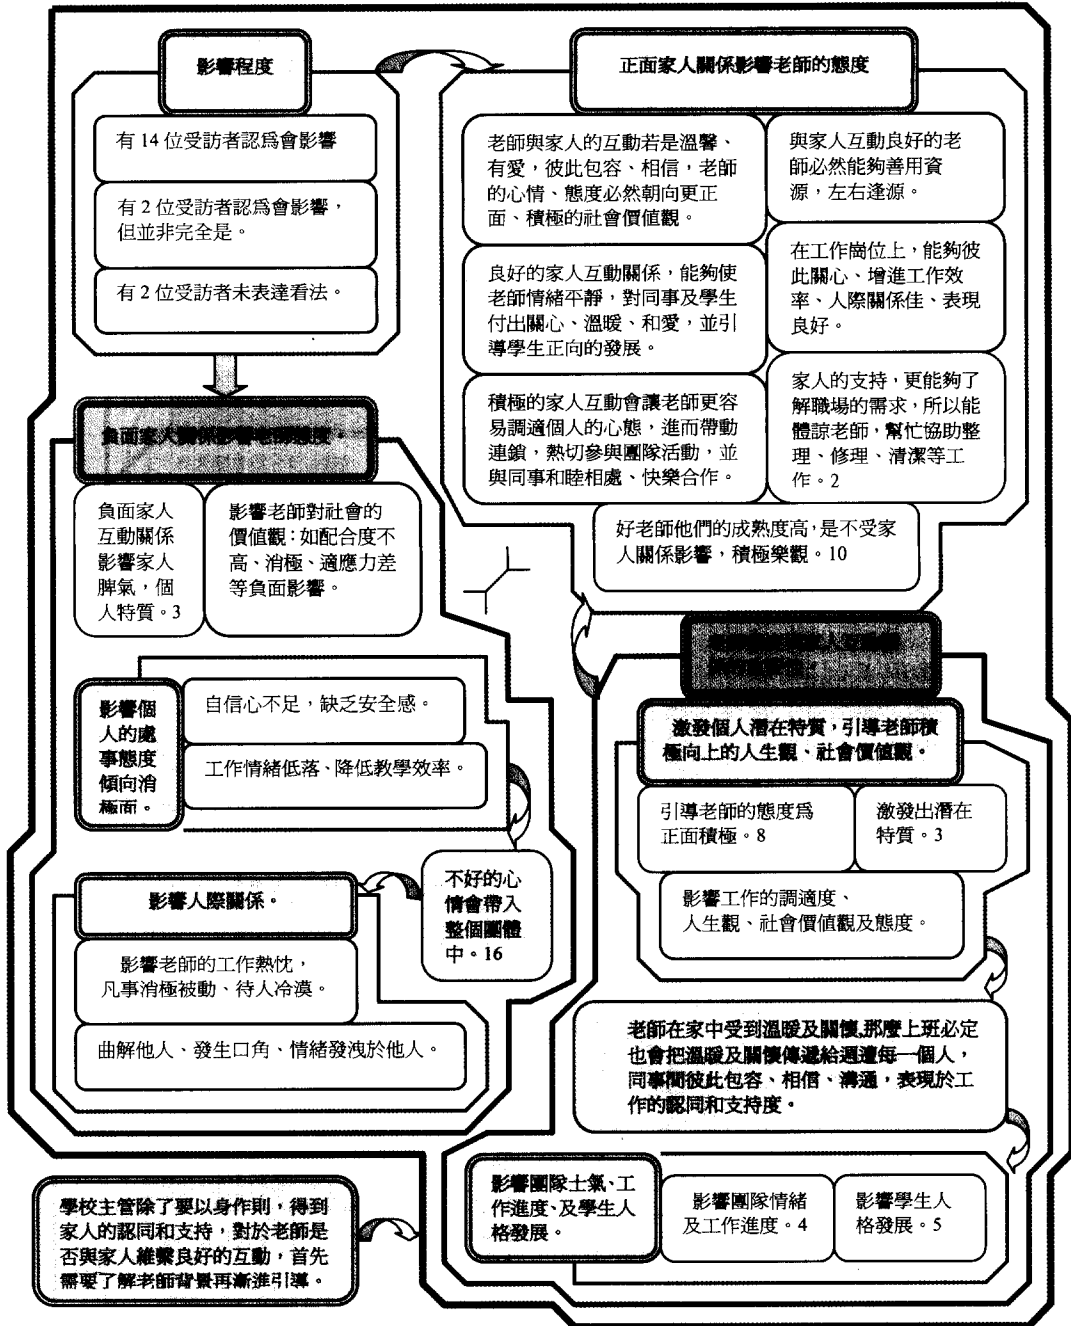 影響程度
有 14 位受訪者認爲會影響
有 2 位受訪者認爲會影響，
但並非完全是。
有 2 位受訪者未表達看法。
正面家人關係影響老師的態度
老師與家人的互動若是溫馨、
有愛，彼此包容、相信，老師
的心情、態度必然朝向更正
面、積極的社會價值觀。
良好的家人互動關係，能夠使
老師情緒平靜，對同事及學生
付出關心、溫暖、和愛，並引
導學生正向的發展。
積極的家人互動會讓老師更容
易調適個人的心態，進而帶動
連鎖，熱切參與團隊活動，並
與同事和睦相處、快樂合作。
與家人互動良好的老
師必然能夠善用資
源，左右逢源。
在工作崗位上，能夠彼
此關心、增進工作效
率、人際關係佳、表現
良好。
家人的支持，更能夠了
解職場的需求，所以能
體諒老師，幫忙協助整
理、修理、清潔等工
作。2
好老師他們的成熟度高，是不受家
人關係影響，積極樂觀。10
負面家人關係影響老師態度。
負面家人
互動關係
影響家人
脾氣，個
人特質。3
影響老師對社會的
價值觀：如配合度不
高、消極、適應力差
等負面影響。
影響個
人的處
事態度
傾向消
極面。
自信心不足，缺乏安全感。
工作情緒低落、降低教學效率。
不好的心
情會帶入
整個團體
中。16
影響人際關係。
影響老師的工作熱忱，
凡事消極被動、待人冷漠。
曲解他人、發生口角、情緒發洩於他人。
激發個人潛在特質，引導老師積
極向上的人生觀、社會價值觀。
引導老師的態度爲
正面積極。8
激發出潛在
特質。3
影響工作的調適度、
人生觀、社會價值觀及態度。
老師在家中受到溫暖及關懷,那麼上班必定
也會把溫暖及關懷傳遞給週遭每一個人，
同事間彼此包容、相信、溝通，表現於工
作的認同和支持度。
影響團隊士氣、工
作進度、及學生人
格發展。
影響團隊情緒
及工作進度。4
影響學生人
格發展。5
學校主管除了要以身作則，得到
家人的認同和支持，對於老師是
否與家人維繫良好的互動，首先
需要了解老師背景再漸進引導。